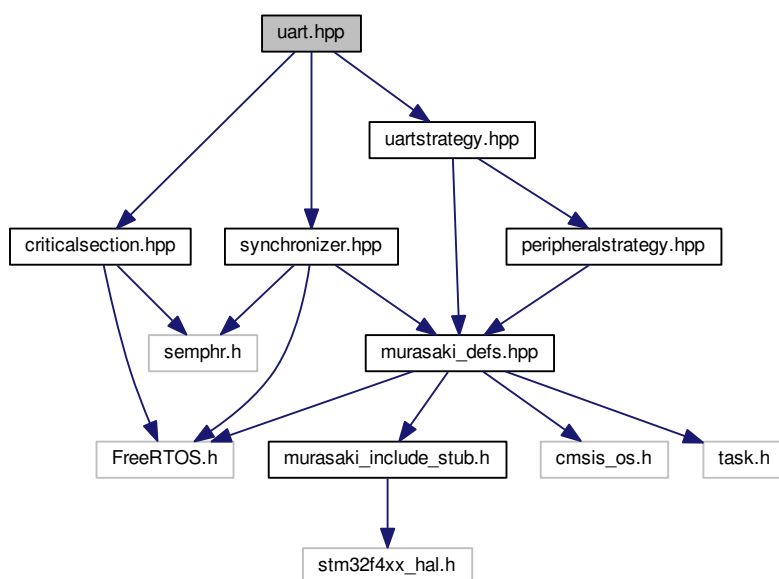 uart.hpp
uartstrategy.hpp
criticalsection.hpp
synchronizer.hpp
peripheralstrategy.hpp
semphr.h
murasaki_defs.hpp
FreeRTOS.h
murasaki_include_stub.h
cmsis_os.h
task.h
stm32f4xx_hal.h